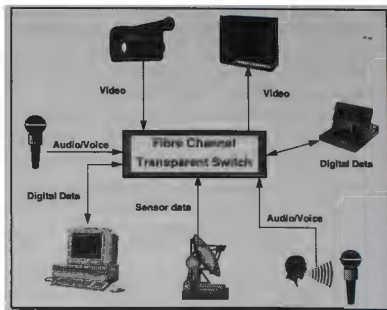 Video
Video
Audio/Voice
Fibre Channel
Transparent Switch
Digital Data
Digital Data
Sensor data
Audio/Voice